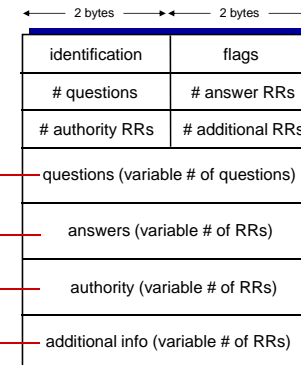 2 bytes 2 bytes
identification flags
# questions # answer RRs
# authority RRs # additional RRs
questions (variable # of questions)
answers (variable # of RRs)
authority (variable # of RRs)
additional info (variable # of RRs)